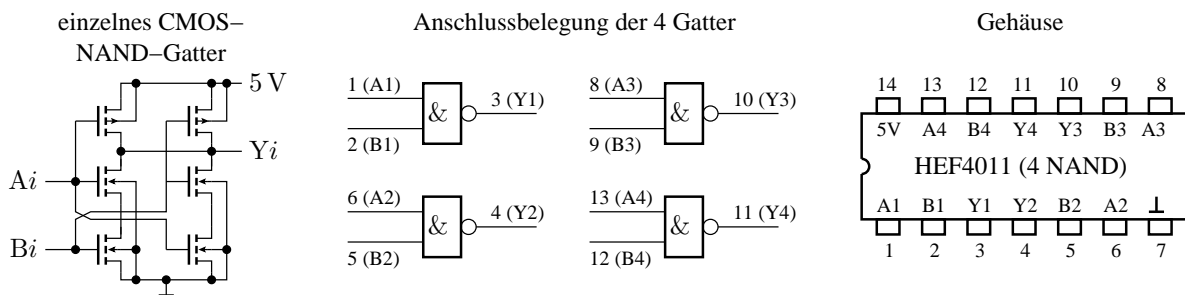 einzelnes CMOS–
NAND–Gatter
5 V
Yi
Ai
Bi
Anschlussbelegung der 4 Gatter
1 (A1)
&
3 (Y1)
2 (B1)
8 (A3)
&
10 (Y3)
9 (B3)
6 (A2)
&
4 (Y2)
5 (B2)
13 (A4)
&
11 (Y4)
12 (B4)
Gehäuse
14 13 12 11 10 9 8
5V A4 B4 Y4 Y3 B3 A3
HEF4011 (4 NAND)
A1 B1 Y1 Y2 B2 A2 ⊥
1 2 3 4 5 6 7